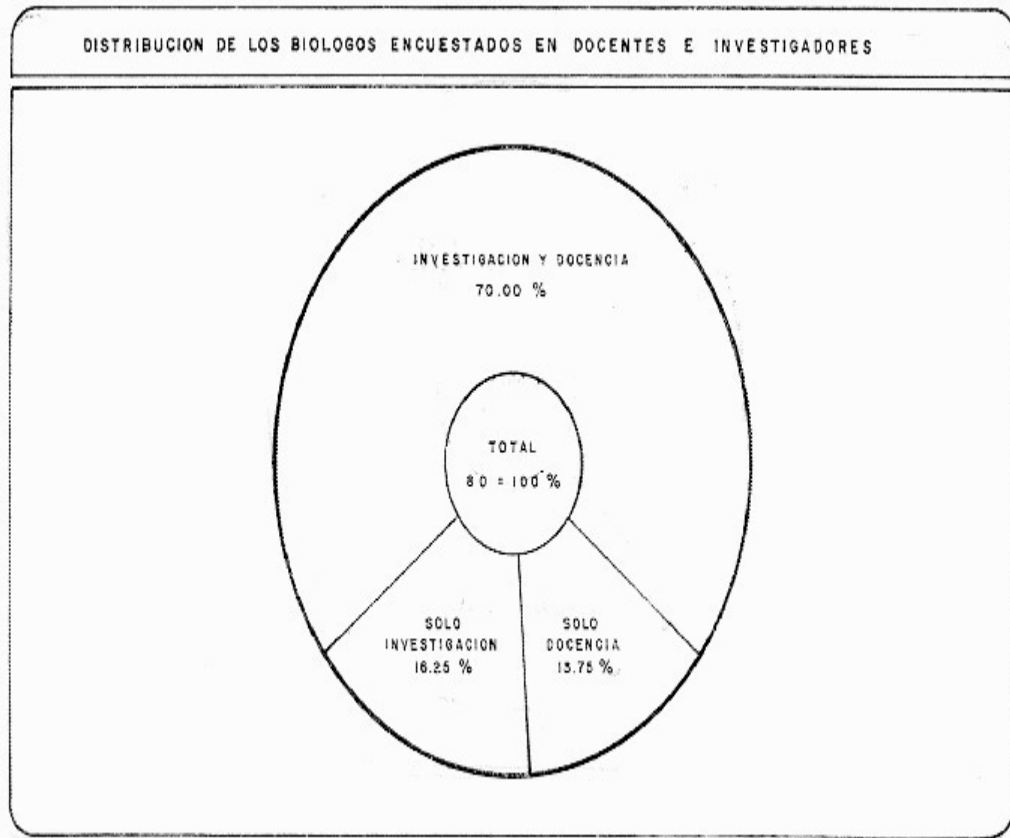 DISTRIBUCION DE LOS BIOLOGOS ENCUESTADOS EN DOCENTES E INVESTIGADORES
INVESTIGACION Y DOCENCIA
70.00 %
TOTAL
80 = 100 %
SOLO
INVESTIGACION
16.25 %
SOLO
DOCENCIA
13.75 %